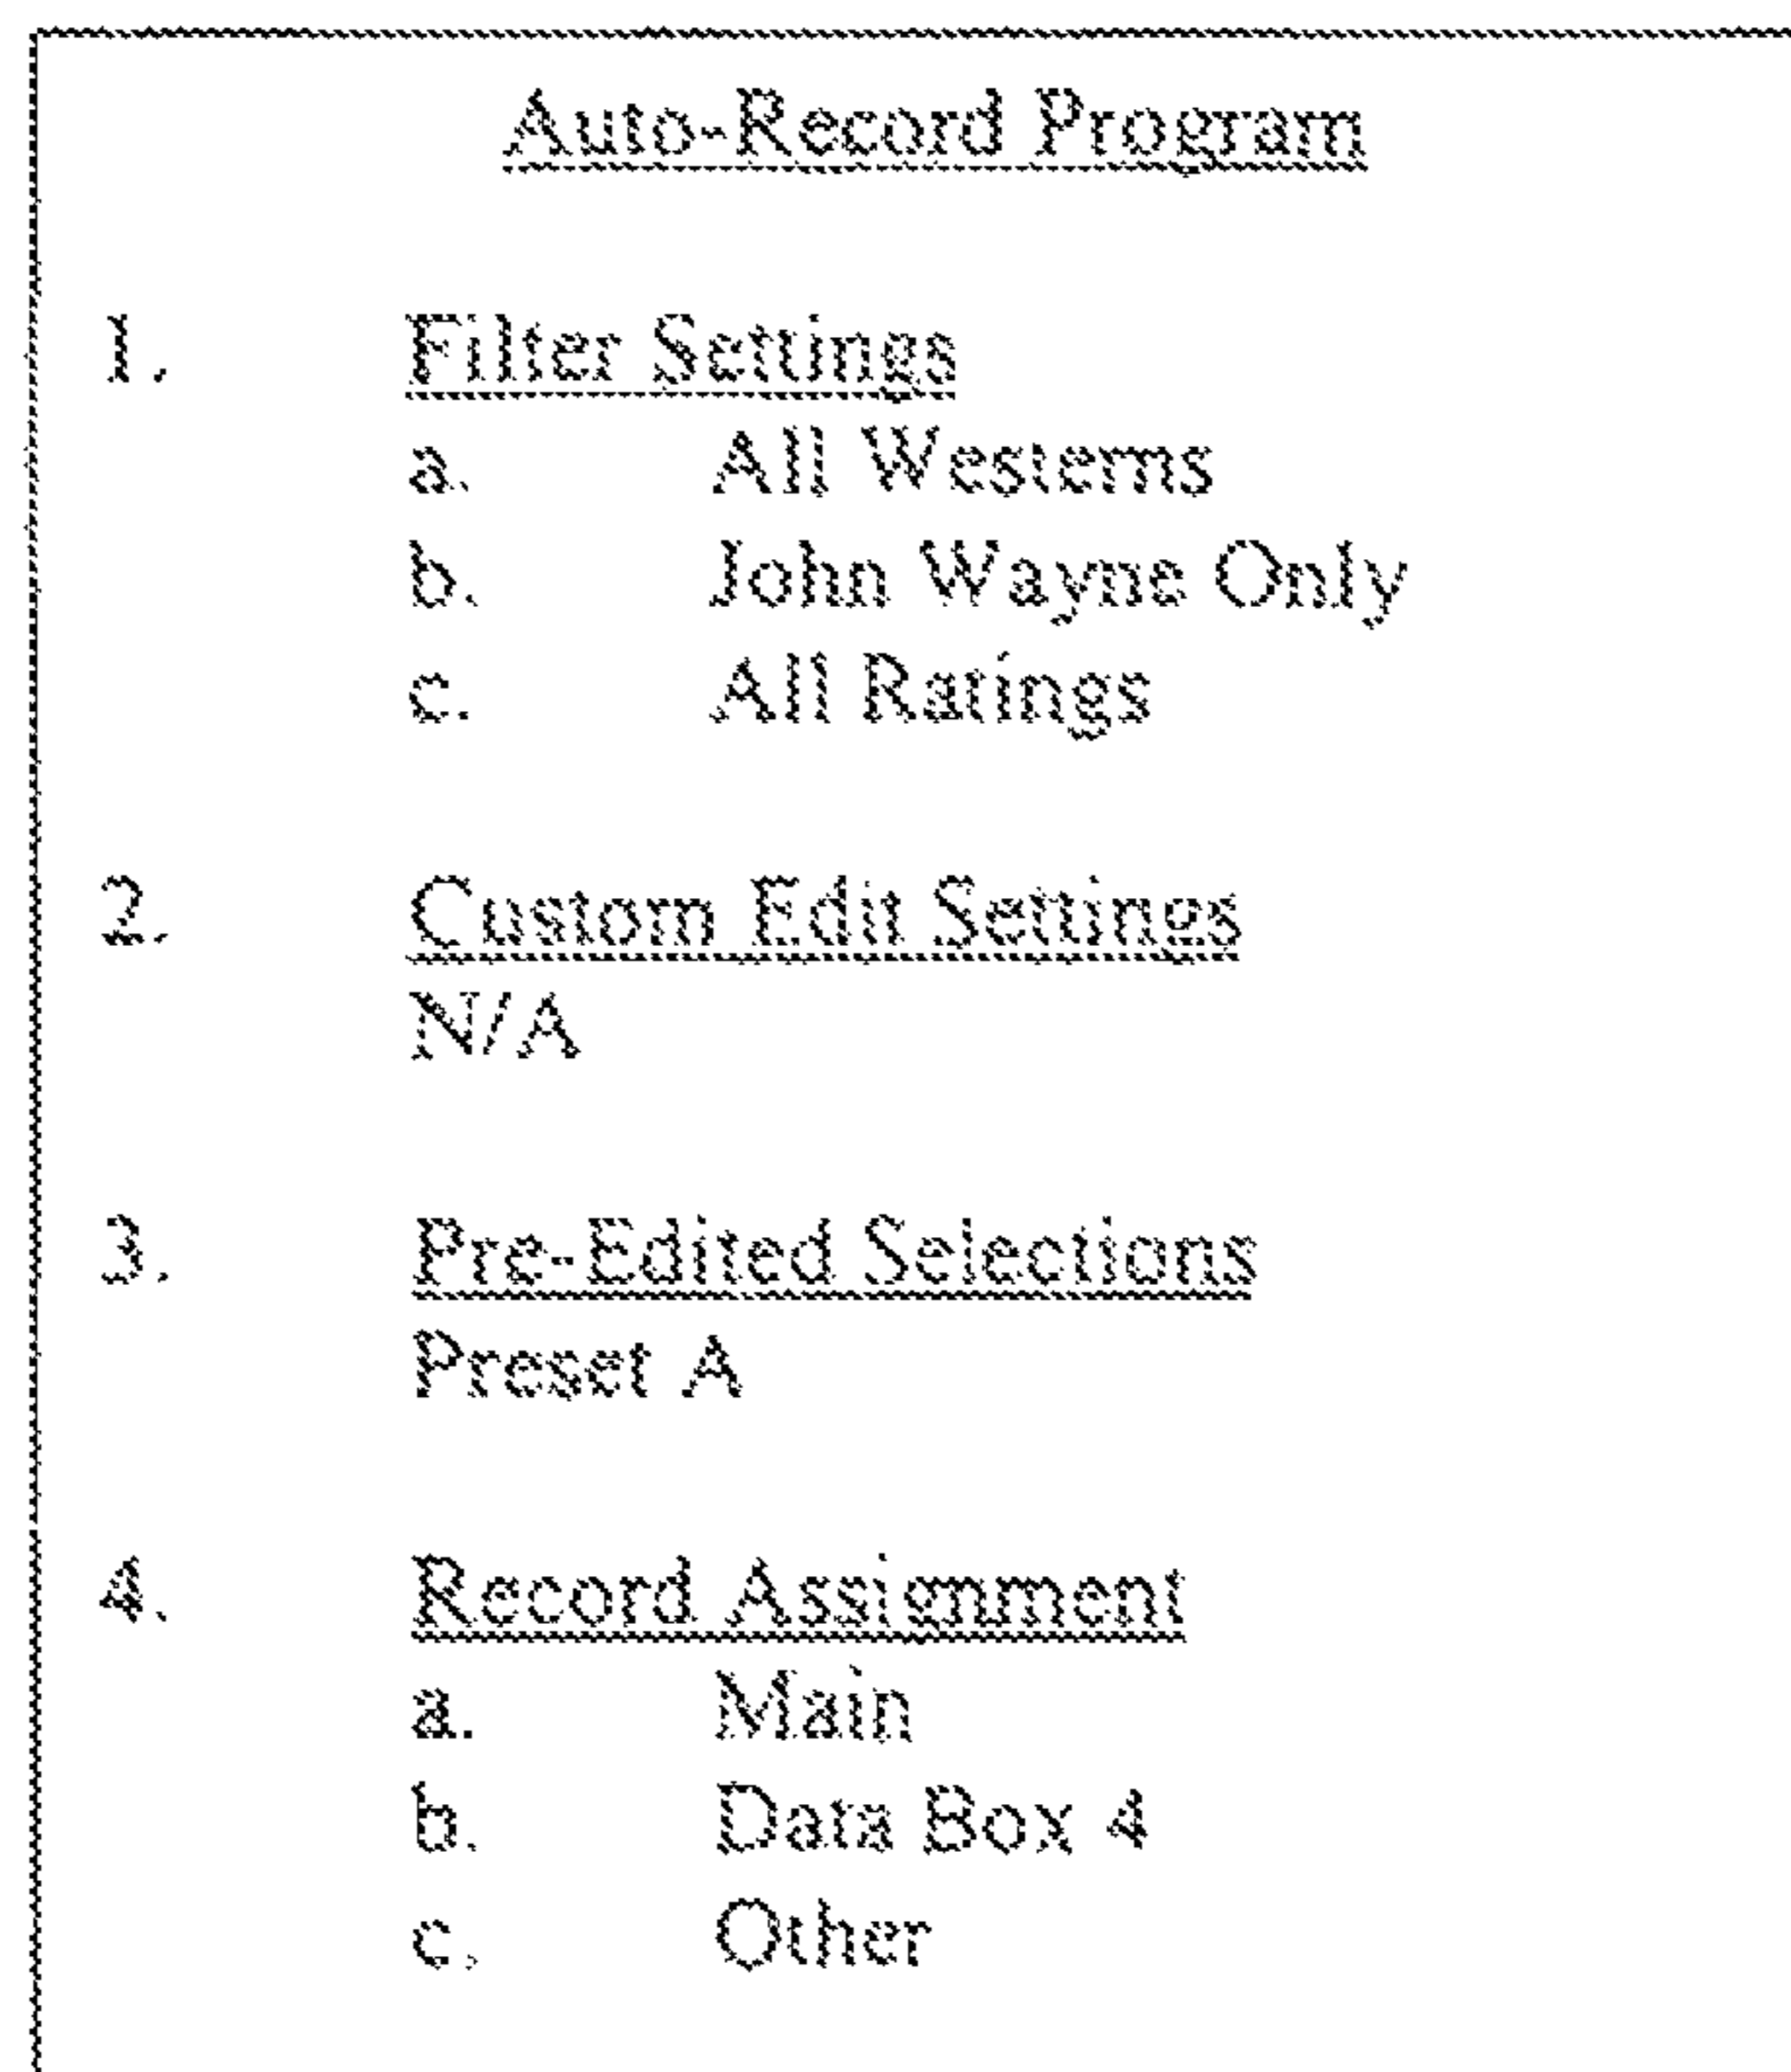 Auto-Record Program
1. Filter Settings
a. All Westerns
b. John Wayne Only
c. All Ratings
2. Custom Edit Settings
N/A
3. Pre-Edited Selections
Preset A
4. Record Assignment
a. Main
b. Data Box 4
c. Other